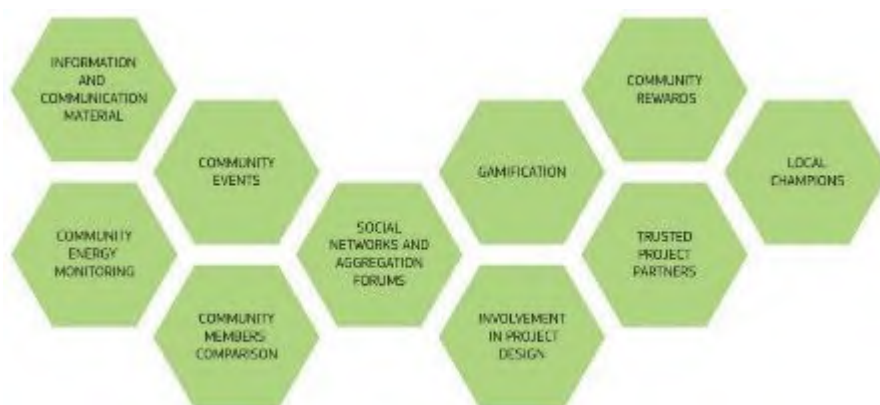 INFORMATION
AND
COMMUNICATION
MATERIAL
COMMUNITY
EVENTS
COMMUNITY
ENERGY
MONITORING
COMMUNITY
MEMBERS
COMPARISON
SOCIAL
NETWORKS AND
AGGREGATION
FORUMS
GAMIFICATION
INVOLVEMENT
IN PROJECT
DESIGN
COMMUNITY
REWARDS
TRUSTED
PROJECT
PARTNERS
LOCAL
CHAMPIONS